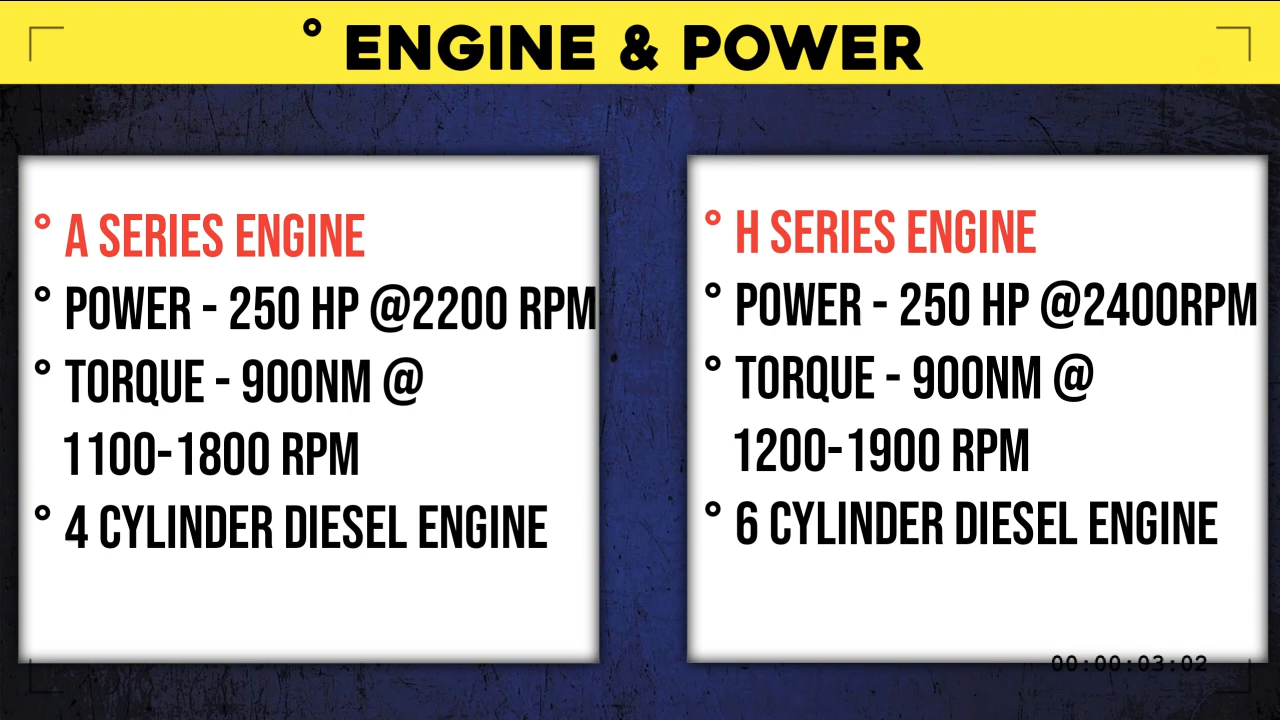 ° ENGINE & POWER
° A SERIES ENGINE
° POWER - 250 HP @2200 RPM
° TORQUE - 900NM @
1100-1800 RPM
° 4 CYLINDER DIESEL ENGINE
° H SERIES ENGINE
° POWER - 250 HP @2400RPM
° TORQUE - 900NM @
1200-1900 RPM
° 6 CYLINDER DIESEL ENGINE
00:00:03:02